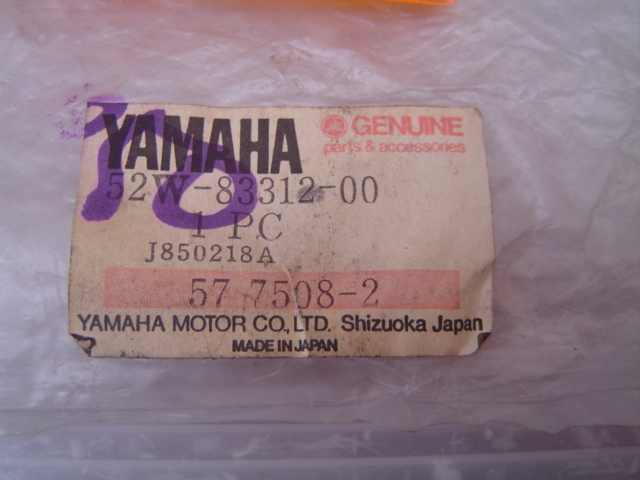 YAMAHA
GENUINE
parts & accessories
52W-83312-00
1 PC
J850218A
57 7508-2
YAMAHA MOTOR CO., LTD. Shizuoka Japan
MADE IN JAPAN